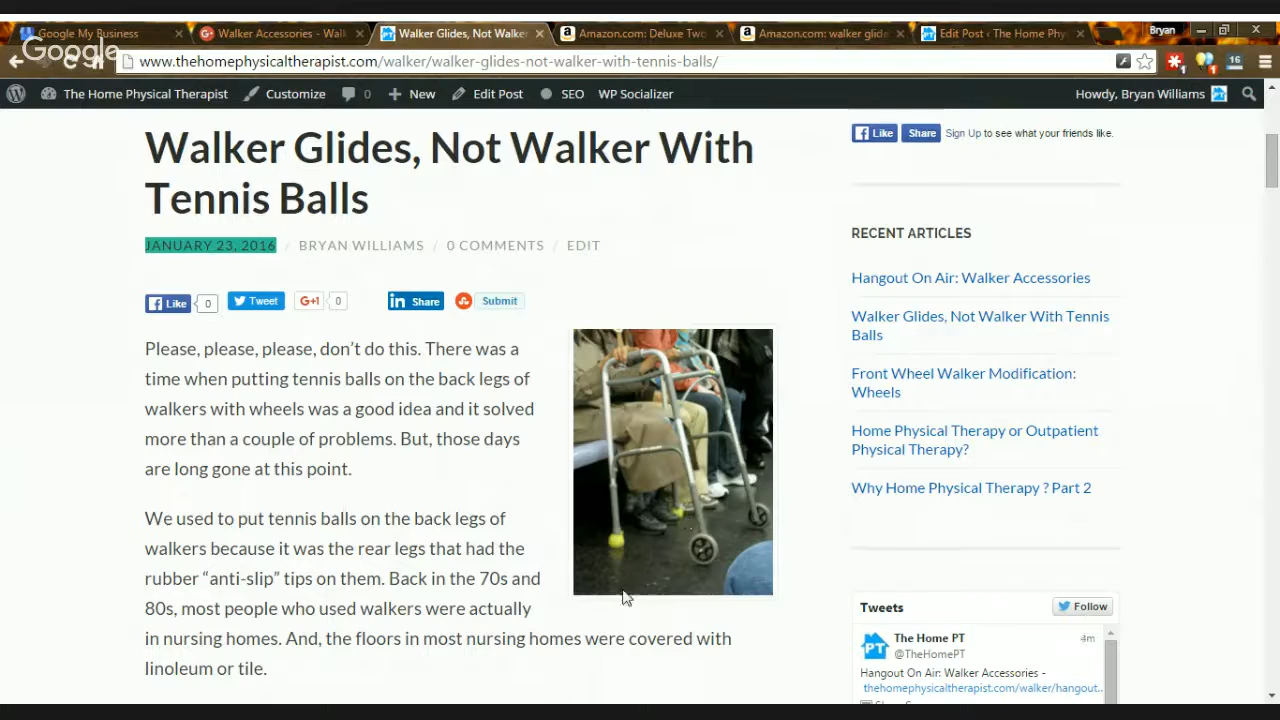 Google My Business
Walker Accessories - Walk
Walker Glides, Not Walke
Amazon.com: Deluxe Two
Amazon.com: walker glid
Edit Post ‹ The Home Phy
Bryan
Google
www.thehomephysicaltherapist.com/walker/walker-glides-not-walker-with-tennis-balls/
1
1
16
The Home Physical Therapist
Customize
0
New
Edit Post
SEO
WP Socializer
Howdy, Bryan Williams
Walker Glides, Not Walker With
Tennis Balls
JANUARY 23, 2016 / BRYAN WILLIAMS / 0 COMMENTS / EDIT
Like 0 Tweet G+1 0 in Share Submit
Please, please, please, don’t do this. There was a
time when putting tennis balls on the back legs of
walkers with wheels was a good idea and it solved
more than a couple of problems. But, those days
are long gone at this point.
We used to put tennis balls on the back legs of
walkers because it was the rear legs that had the
rubber “anti-slip” tips on them. Back in the 70s and
80s, most people who used walkers were actually
in nursing homes. And, the floors in most nursing homes were covered with
linoleum or tile.
Like Share Sign Up to see what your friends like.
RECENT ARTICLES
Hangout On Air: Walker Accessories
Walker Glides, Not Walker With Tennis
Balls
Front Wheel Walker Modification:
Wheels
Home Physical Therapy or Outpatient
Physical Therapy?
Why Home Physical Therapy ? Part 2
Tweets
Follow
PT
The Home PT 4m
@TheHomePT
Hangout On Air: Walker Accessories -
thehomephysicaltherapist.com/walker/hangout...